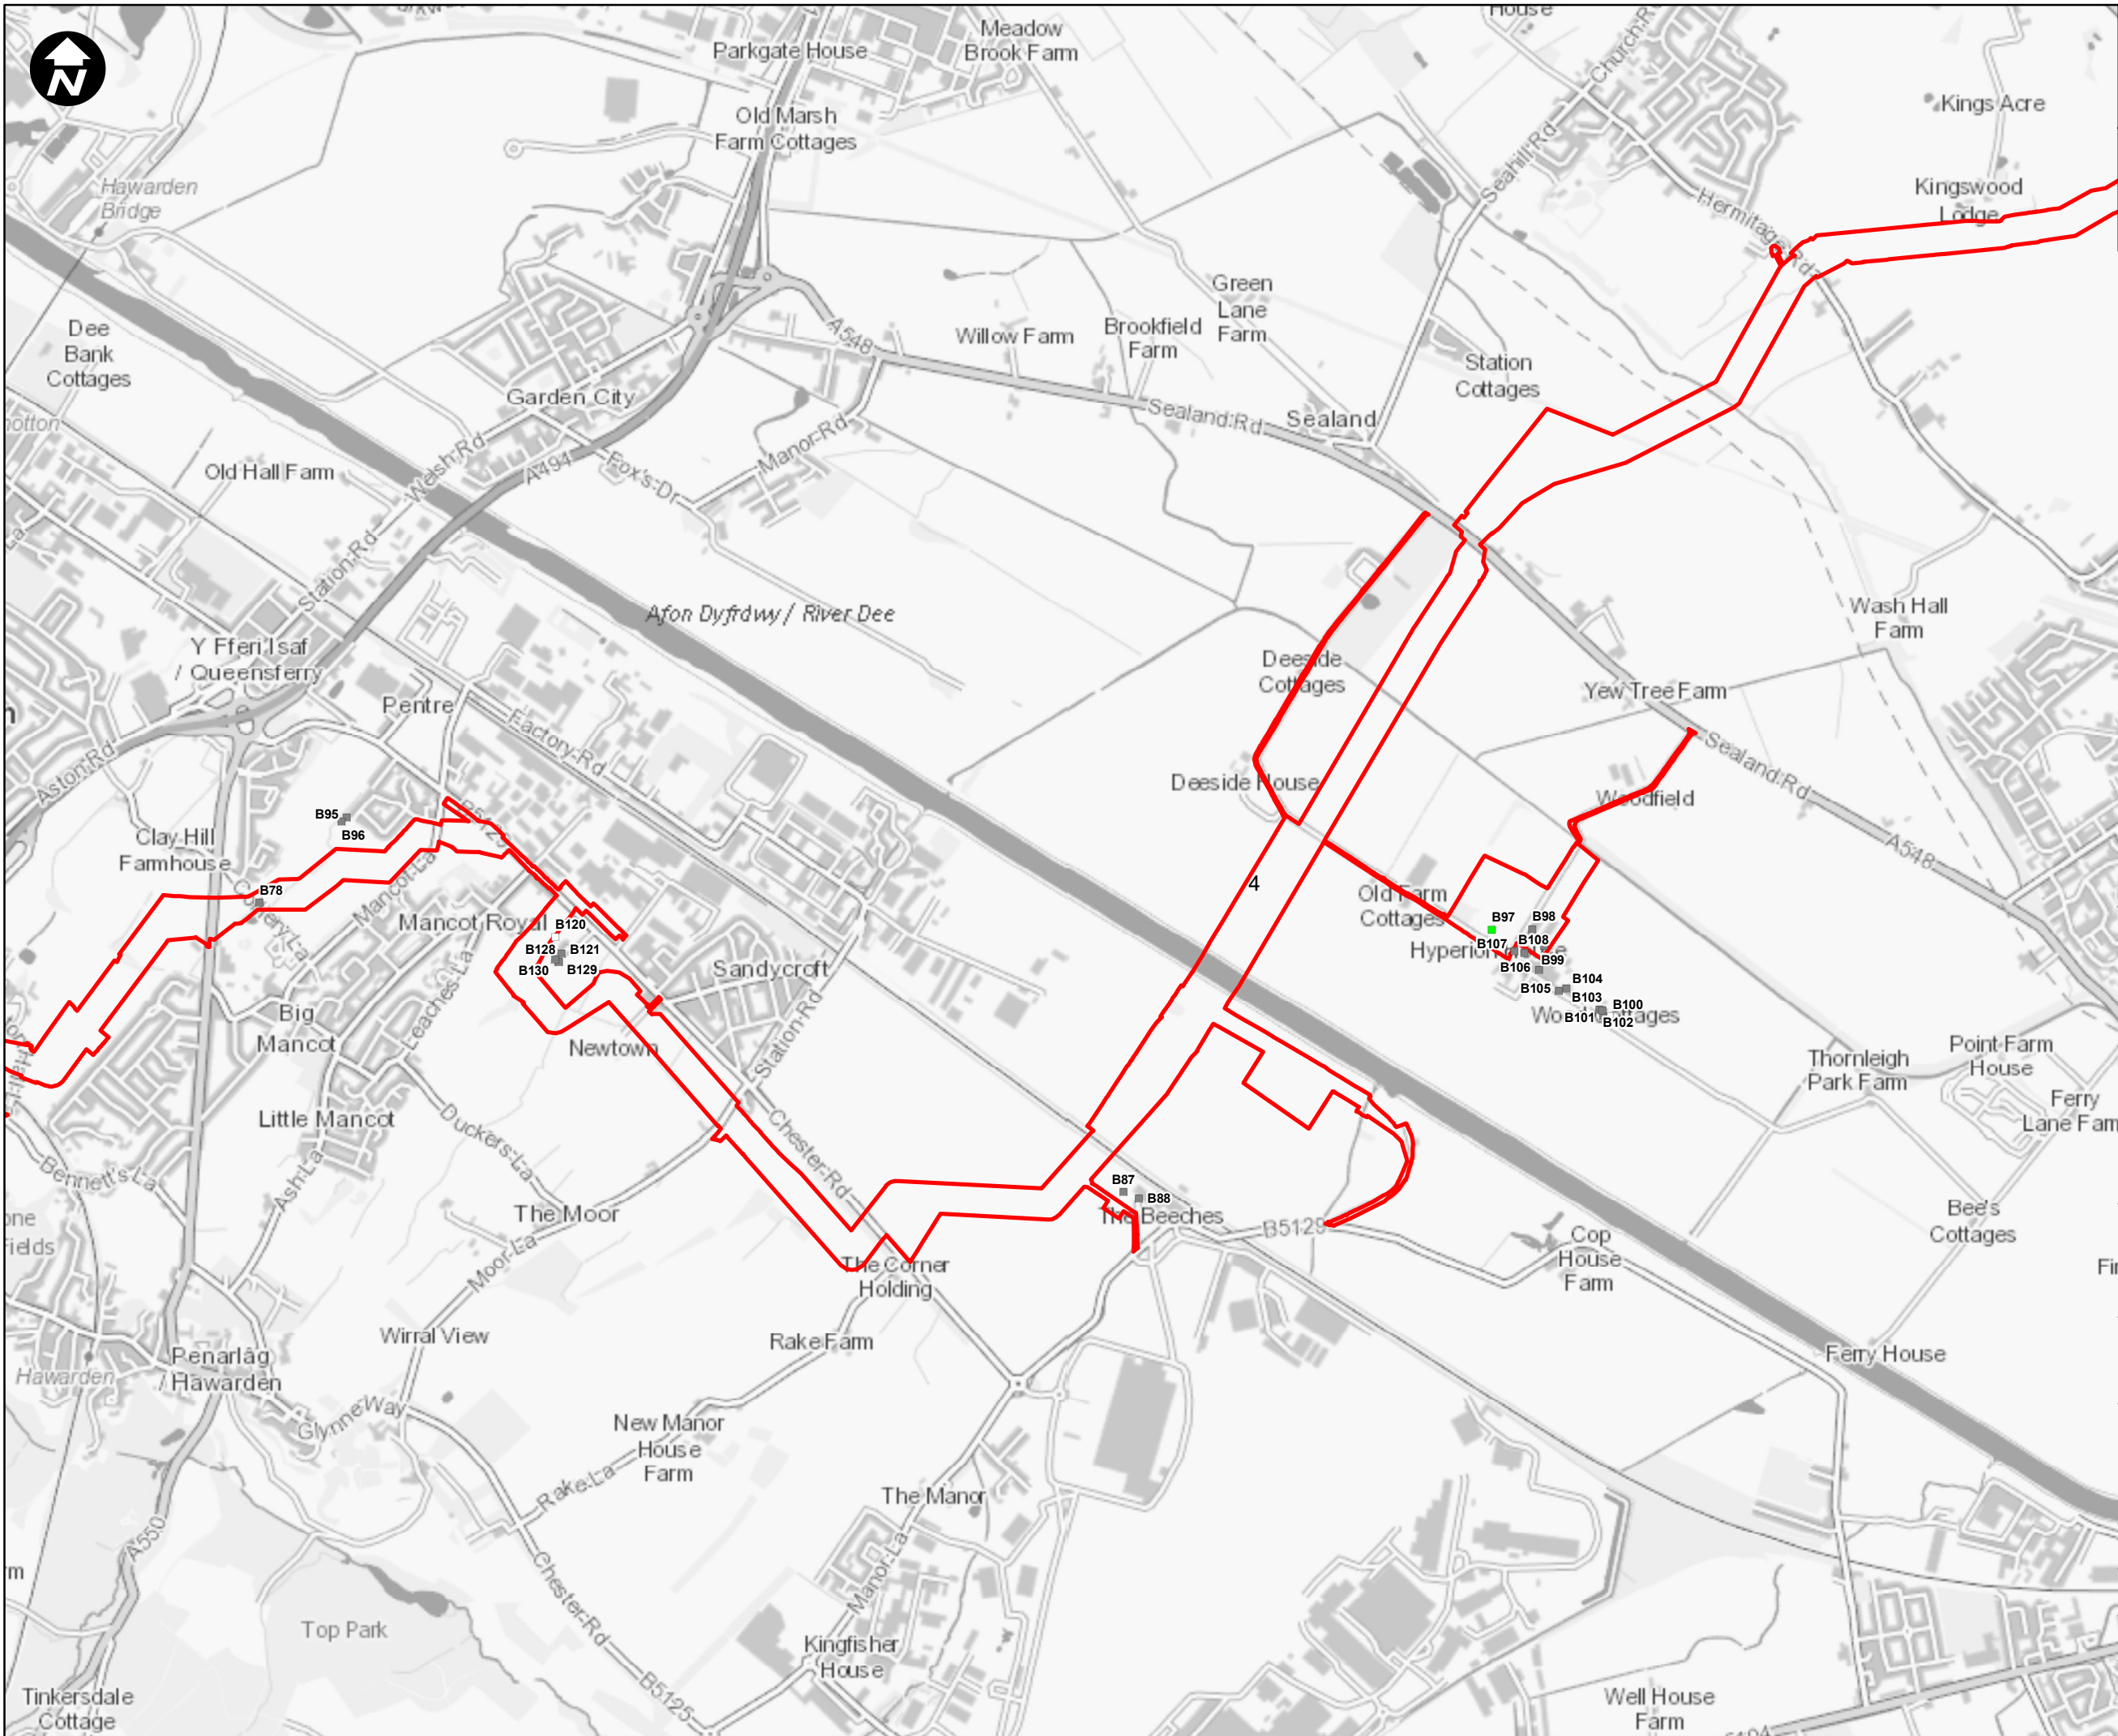 House
Meadow
Brook Farm
Parkgate House
Church-R
Kings Acre
N
Old Marsh
Farm Cottages
Seahill-Rd
Hawarden
Bridge
Kingswood
Lodge
Hermitage-Rd
Green
Lane
Farm
Dee
Bank
Cottages
A548
Willow Farm
Brookfield
Farm
Station
Cottages
Garden City
Sealand-Rd
Sealand
Manor-Rd
Welsh-Rd
Old Hall Farm
A491
Fox's-Dr
Station-Rd
Afon Dyfrdwy / River Dee
Wash Hall
Farm
Y Fferi Isaf
/ Queensferry
Deeside
Cottages
Yew Tree Farm
Pentre
Factory-Rd
Sealand-Rd
Aston-Rd
Deeside House
Woodfield
B5129
B95
B96
Clay-Hill
Farmhouse
A548
4
B78
Mancot-La
Old Farm
Cottages
Mancot Royal
B120
B97
B98
B128
B121
B107
B108
B130
B129
B106
B99
Sandycroft
B105
B104
B103
B100
B101
B102
Big
Mancot
Leaches-La
Newtown
Station-Rd
Thornleigh
Park Farm
Point Farm
House
Little Mancot
Duckers-La
Chester-Rd
Ferry
Lane Farm
Bennett's-La
Ash-La
B87
B88
The Moor
The Beeches
B5129
Bee's
Cottages
Moor-La
Cop
House
Farm
The Corner
Holding
Wirral View
Rake Farm
Penarlâg
/ Hawarden
Hawarden
Ferry House
Glynne Way
New Manor
House
Farm
Rake-La
The Manor
A550
Chester-Rd
Manor-La
Top Park
Kingfisher
House
Tinkersdale
Cottage
B5125
Well House
Farm